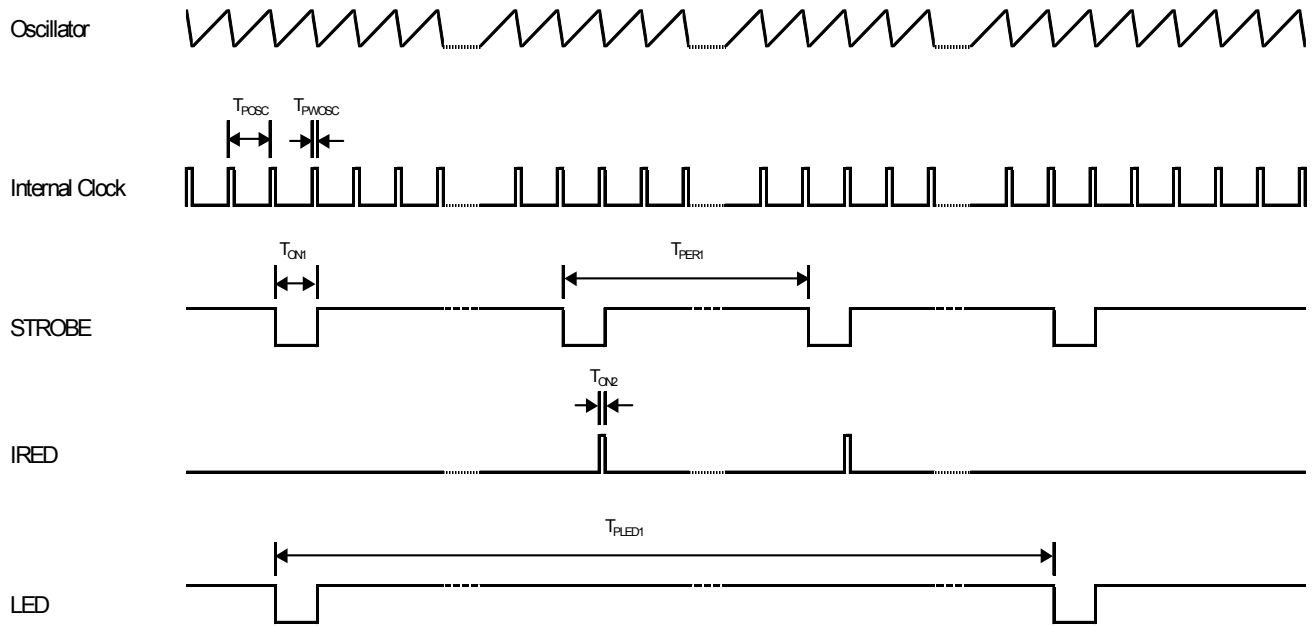 Oscillator
TPOSC TPWOSC
Internal Clock
TON1 TPER1
STROBE
TON2
IRED
TPLED1
LED